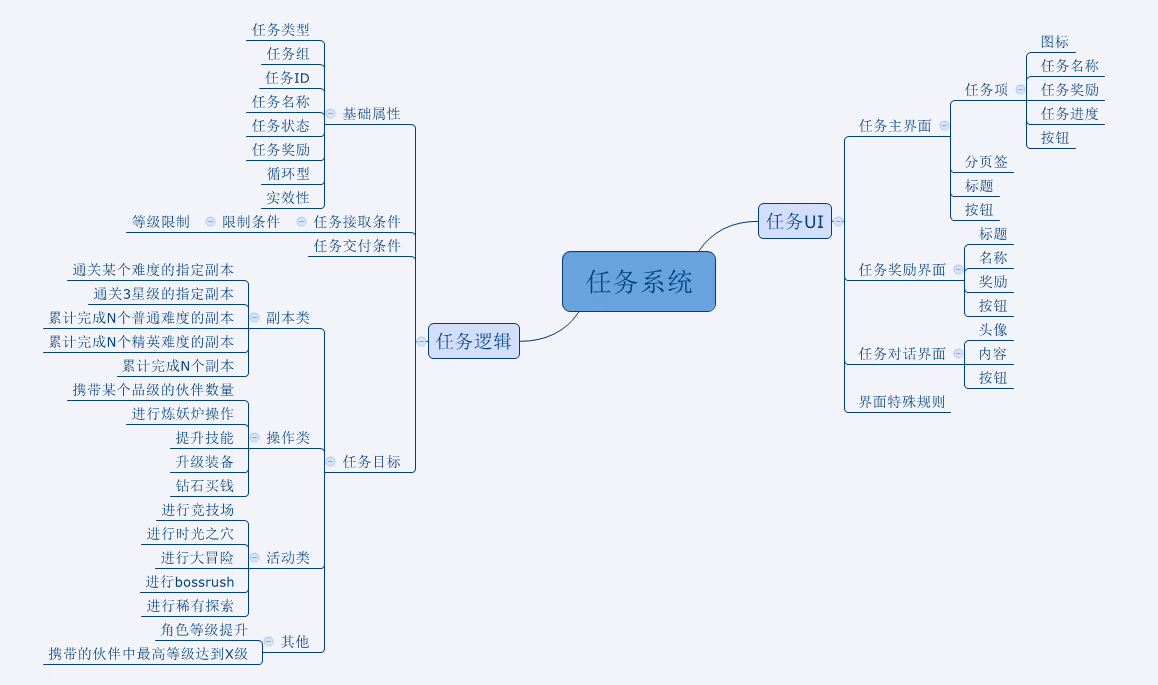 任务系统
任务逻辑
基础属性
任务类型
任务组
任务ID
任务名称
任务状态
任务奖励
循环型
实效性
任务接取条件
限制条件
等级限制
任务交付条件
任务目标
副本类
通关某个难度的指定副本
通关3星级的指定副本
累计完成N个普通难度的副本
累计完成N个精英难度的副本
累计完成N个副本
操作类
携带某个品级的伙伴数量
进行炼妖炉操作
提升技能
升级装备
钻石买钱
活动类
进行竞技场
进行时光之穴
进行大冒险
进行bossrush
进行稀有探索
其他
角色等级提升
携带的伙伴中最高等级达到X级
任务UI
任务主界面
任务项
图标
任务名称
任务奖励
任务进度
按钮
分页签
标题
按钮
任务奖励界面
标题
名称
奖励
按钮
任务对话界面
头像
内容
按钮
界面特殊规则